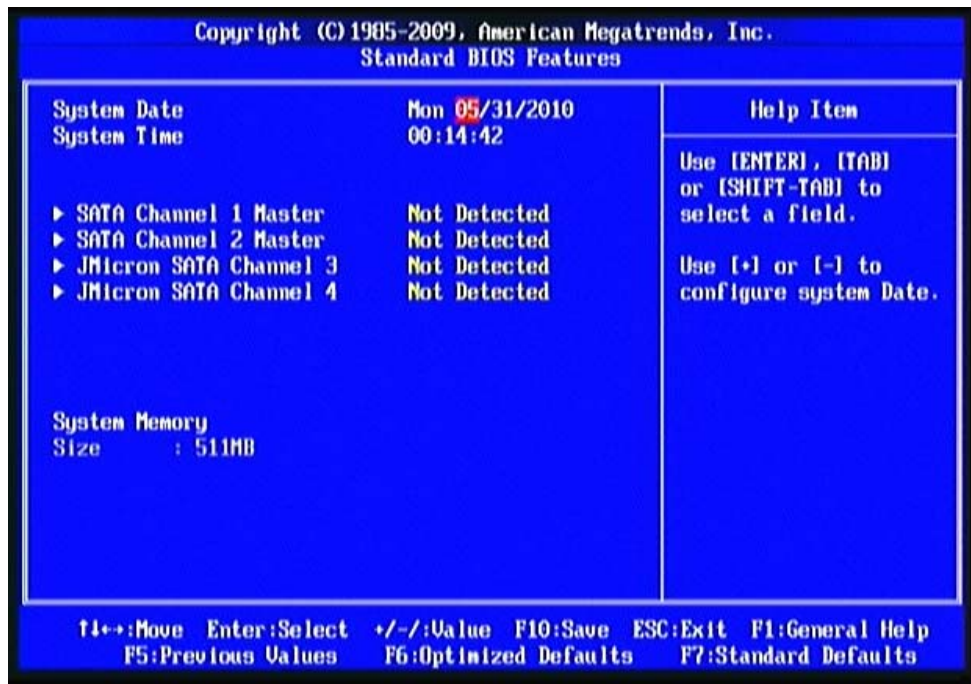 Copyright (C)1985-2009, American Megatrends, Inc.
Standard BIOS Features
System Date Mon 05/31/2010
System Time 00:14:42
▶ SATA Channel 1 Master Not Detected
▶ SATA Channel 2 Master Not Detected
▶ JMicron SATA Channel 3 Not Detected
▶ JMicron SATA Channel 4 Not Detected
System Memory
Size : 511MB
Help Item
Use [ENTER], [TAB]
or [SHIFT-TAB] to
select a field.
Use [+] or [-] to
configure system Date.
↑↓←→:Move Enter:Select +/-/:Value F10:Save ESC:Exit F1:General Help
F5:Previous Values F6:Optimized Defaults F7:Standard Defaults